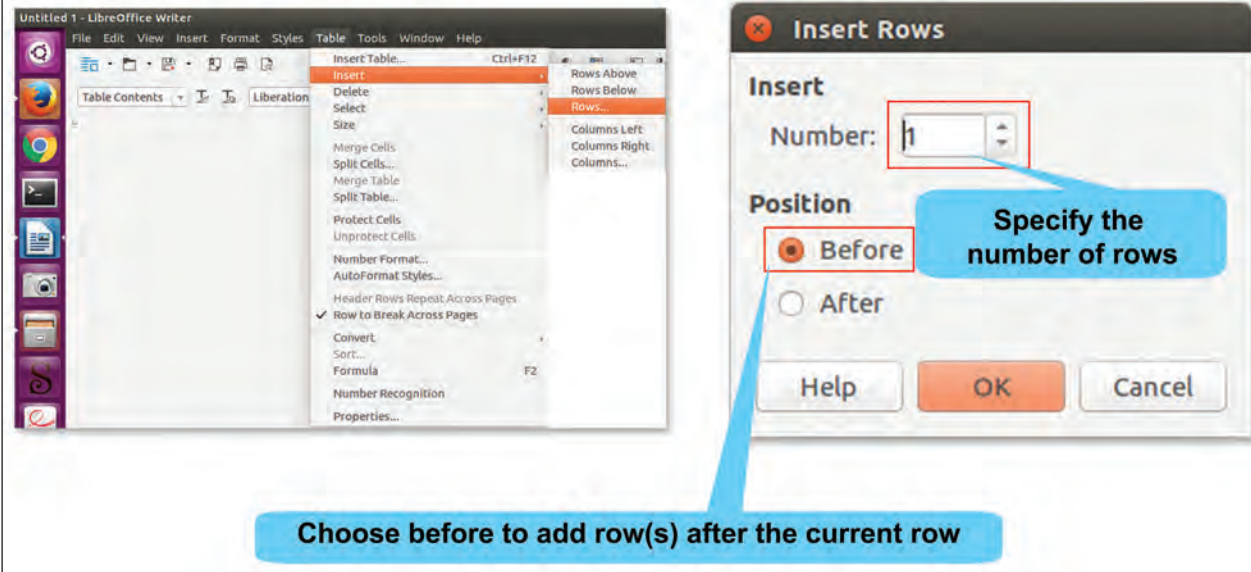 Untitled 1 - LibreOffice Writer
File Edit View Insert Format Styles Table Tools Window Help
Table Contents
Liberation
Insert Table... Ctrl+F12
Insert
Delete
Select
Size
Merge Cells
Split Cells...
Merge Table
Split Table...
Protect Cells
Unprotect Cells
Number Format...
AutoFormat Styles...
Header Rows Repeat Across Pages
Row to Break Across Pages
Convert
Sort...
Formula F2
Number Recognition
Properties...
Rows Above
Rows Below
Rows...
Columns Left
Columns Right
Columns...
Insert Rows
Insert
Number: 1
Specify the
number of rows
Position
Before
After
Help OK Cancel
Choose before to add row(s) after the current row